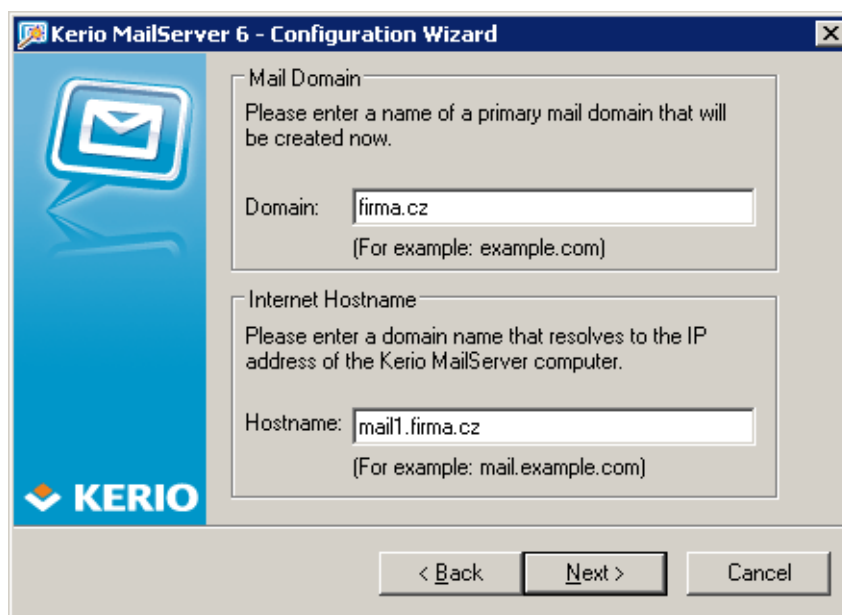 Kerio MailServer 6 - Configuration Wizard
Mail Domain
Please enter a name of a primary mail domain that will
be created now.
Domain: firma.cz
(For example: example.com)
Internet Hostname
Please enter a domain name that resolves to the IP
address of the Kerio MailServer computer.
Hostname: mail1.firma.cz
(For example: mail.example.com)
KERIO
< Back Next > Cancel